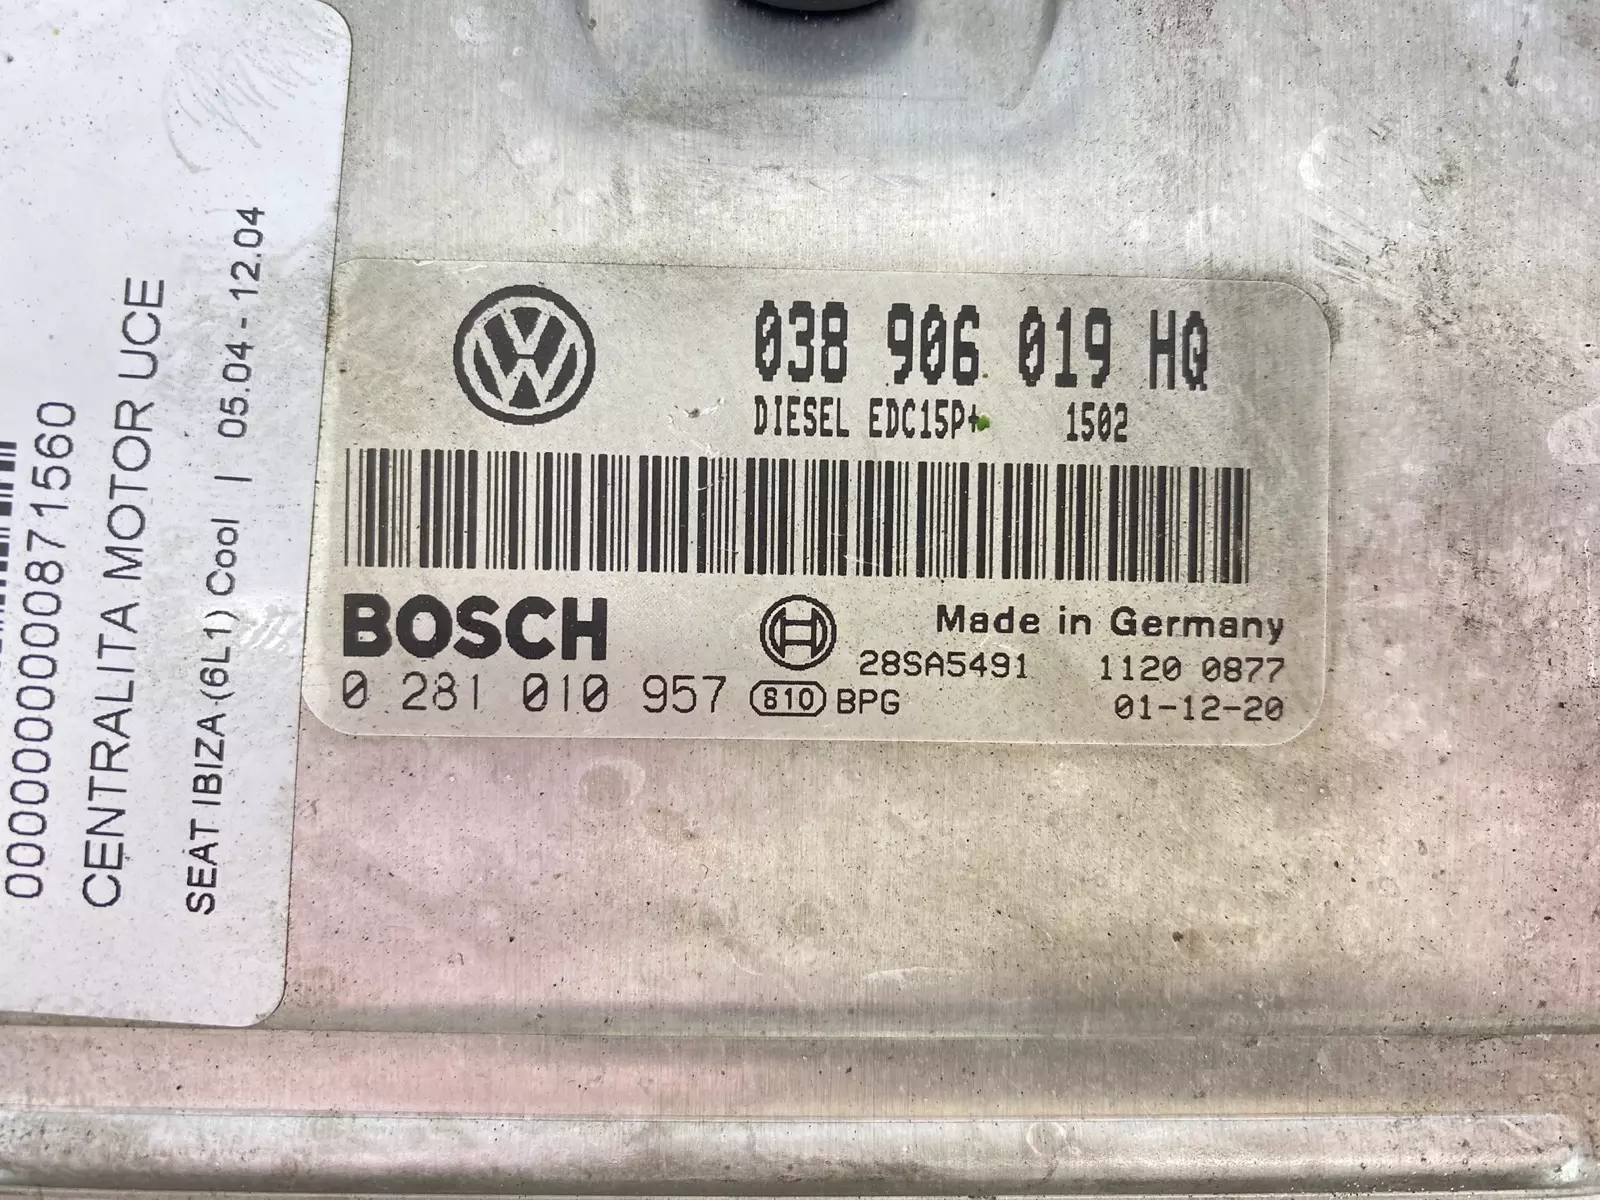 0000000000871560
CENTRALITA MOTOR UCE
SEAT IBIZA (6L1) Cool | 05.04 - 12.04
038 906 019 HQ
DIESEL EDC15P+ 1502
BOSCH
Made in Germany
28SA5491 1120 0877
0 281 010 957 810 BPG 01-12-20